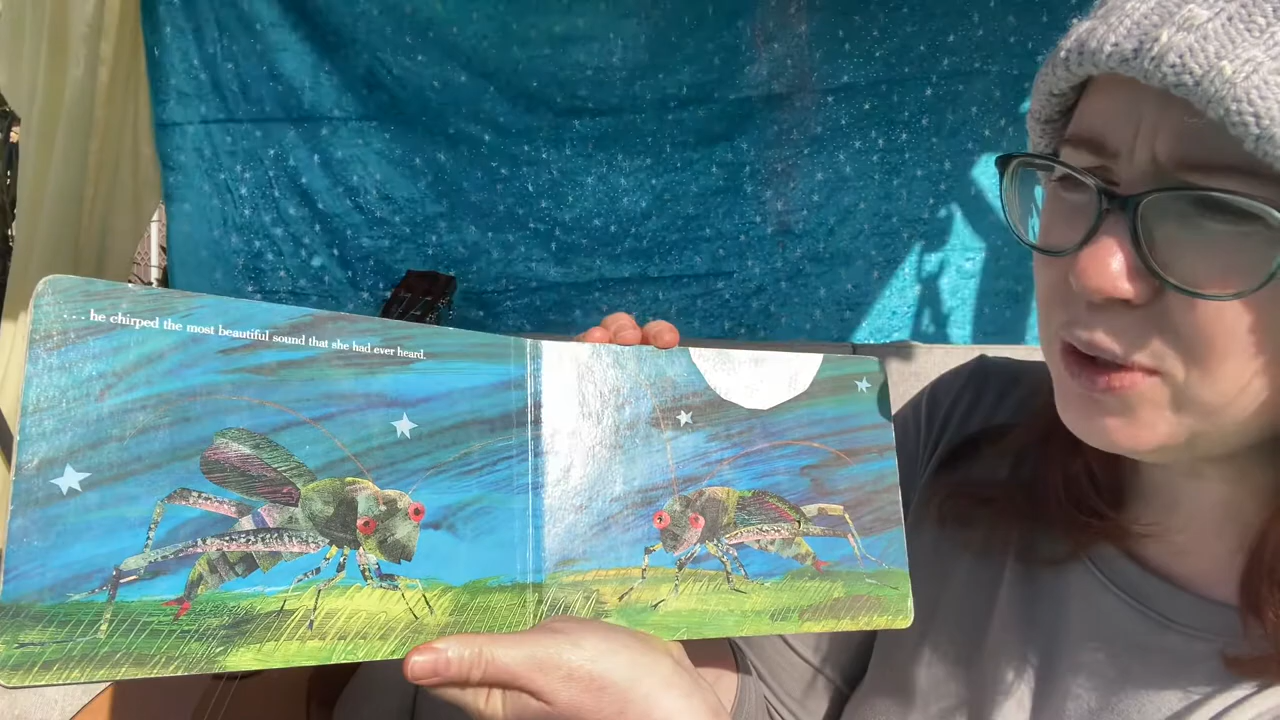 . . . he chirped the most beautiful sound that she had ever heard.